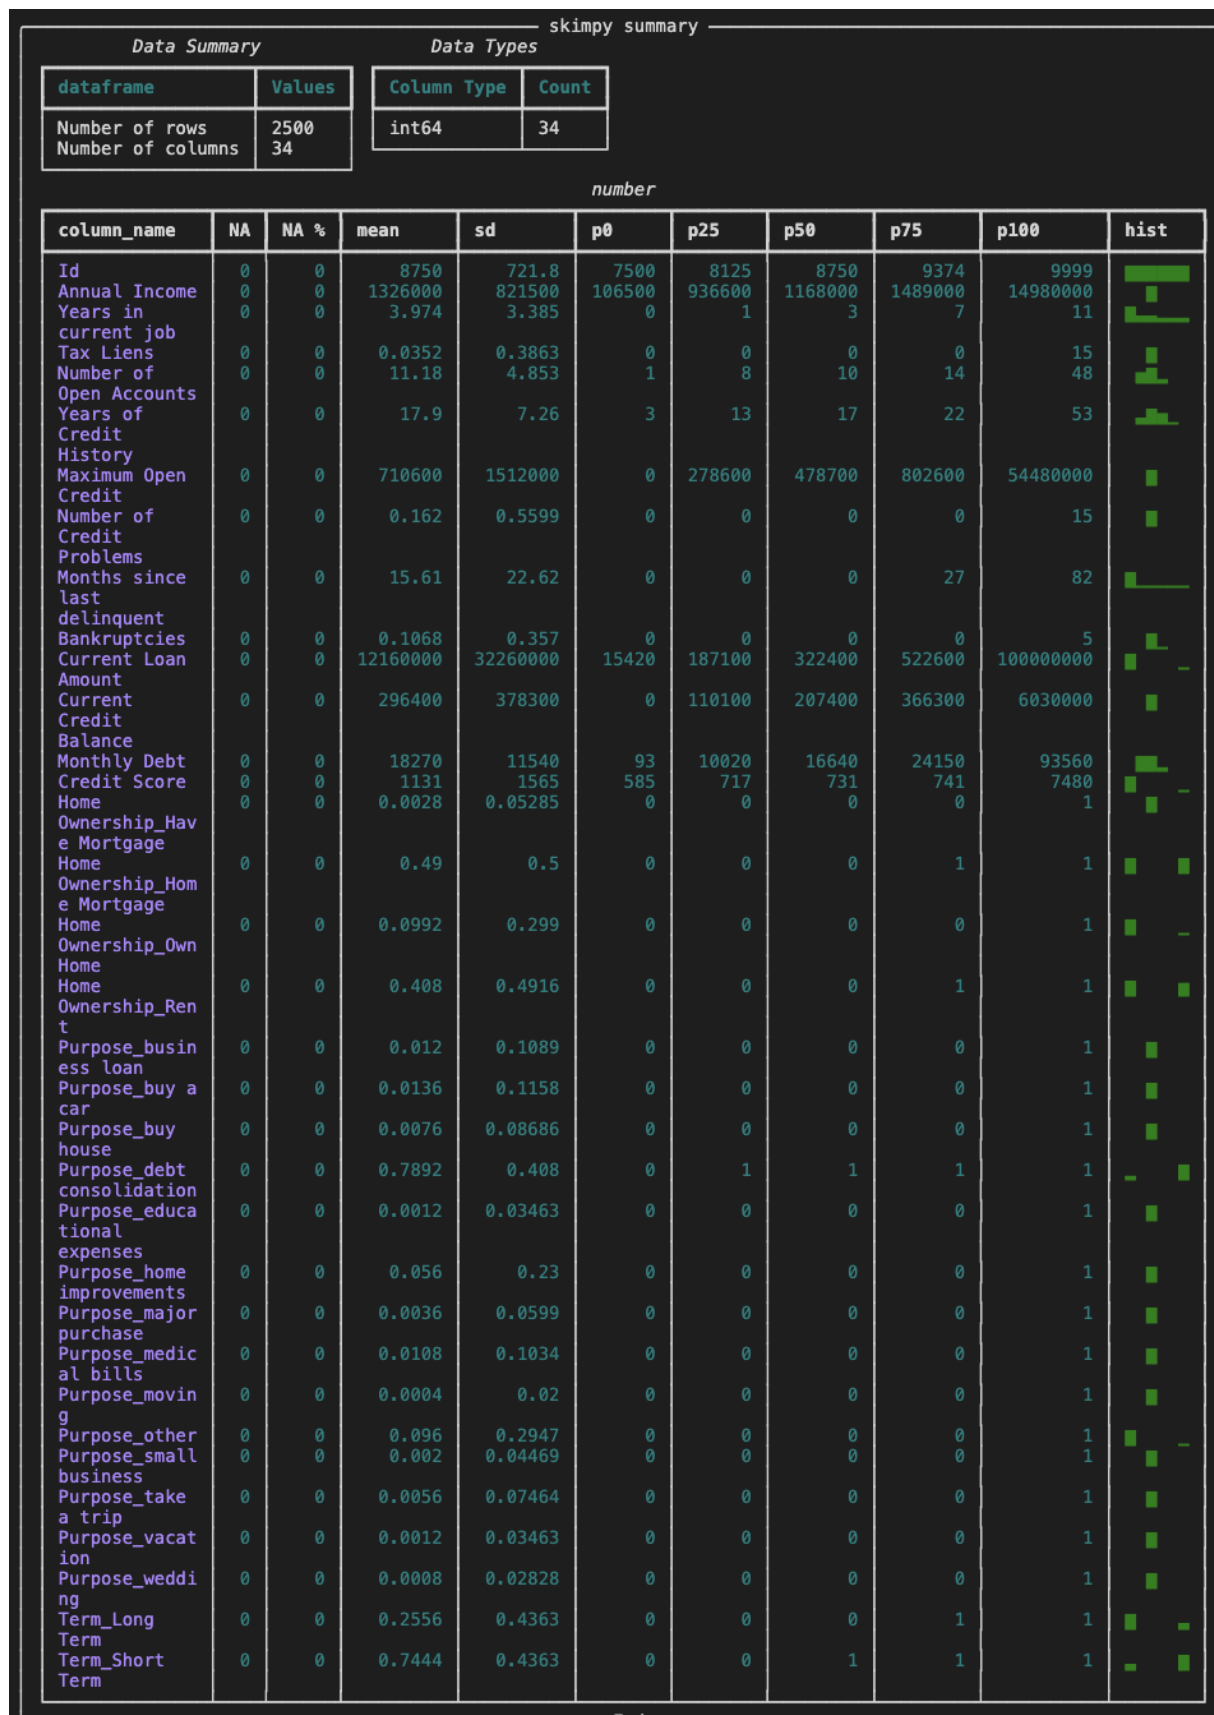 skimpy summary
Data Summary Data Types
dataframe Values Column Type Count
Number of rows 2500 int64 34
Number of columns 34
number
column_name NA NA % mean sd p0 p25 p50 p75 p100 hist
Id 0 0 8750 721.8 7500 8125 8750 9374 9999
Annual Income 0 0 1326000 821500 106500 936600 1168000 1489000 14980000
Years in 0 0 3.974 3.385 0 1 3 7 11
current job
Tax Liens 0 0 0.0352 0.3863 0 0 0 0 15
Number of 0 0 11.18 4.853 1 8 10 14 48
Open Accounts
Years of 0 0 17.9 7.26 3 13 17 22 53
Credit
History
Maximum Open 0 0 710600 1512000 0 278600 478700 802600 54480000
Credit
Number of 0 0 0.162 0.5599 0 0 0 0 15
Credit
Problems
Months since 0 0 15.61 22.62 0 0 0 27 82
last
delinquent
Bankruptcies 0 0 0.1068 0.357 0 0 0 0 5
Current Loan 0 0 12160000 32260000 15420 187100 322400 522600 100000000
Amount
Current 0 0 296400 378300 0 110100 207400 366300 6030000
Credit
Balance
Monthly Debt 0 0 18270 11540 93 10020 16640 24150 93560
Credit Score 0 0 1131 1565 585 717 731 741 7480
Home 0 0 0.0028 0.05285 0 0 0 0 1
Ownership_Hav
e Mortgage
Home 0 0 0.49 0.5 0 0 0 1 1
Ownership_Hom
e Mortgage
Home 0 0 0.0992 0.299 0 0 0 0 1
Ownership_Own
Home
Home 0 0 0.408 0.4916 0 0 0 1 1
Ownership_Ren
t
Purpose_busin 0 0 0.012 0.1089 0 0 0 0 1
ess loan
Purpose_buy a 0 0 0.0136 0.1158 0 0 0 0 1
car
Purpose_buy 0 0 0.0076 0.08686 0 0 0 0 1
house
Purpose_debt 0 0 0.7892 0.408 0 1 1 1 1
consolidation
Purpose_educa 0 0 0.0012 0.03463 0 0 0 0 1
tional
expenses
Purpose_home 0 0 0.056 0.23 0 0 0 0 1
improvements
Purpose_major 0 0 0.0036 0.0599 0 0 0 0 1
purchase
Purpose_medic 0 0 0.0108 0.1034 0 0 0 0 1
al bills
Purpose_movin 0 0 0.0004 0.02 0 0 0 0 1
g
Purpose_other 0 0 0.096 0.2947 0 0 0 0 1
Purpose_small 0 0 0.002 0.04469 0 0 0 0 1
business
Purpose_take 0 0 0.0056 0.07464 0 0 0 0 1
a trip
Purpose_vacat 0 0 0.0012 0.03463 0 0 0 0 1
ion
Purpose_weddi 0 0 0.0008 0.02828 0 0 0 0 1
ng
Term_Long 0 0 0.2556 0.4363 0 0 0 1 1
Term
Term_Short 0 0 0.7444 0.4363 0 0 1 1 1
Term